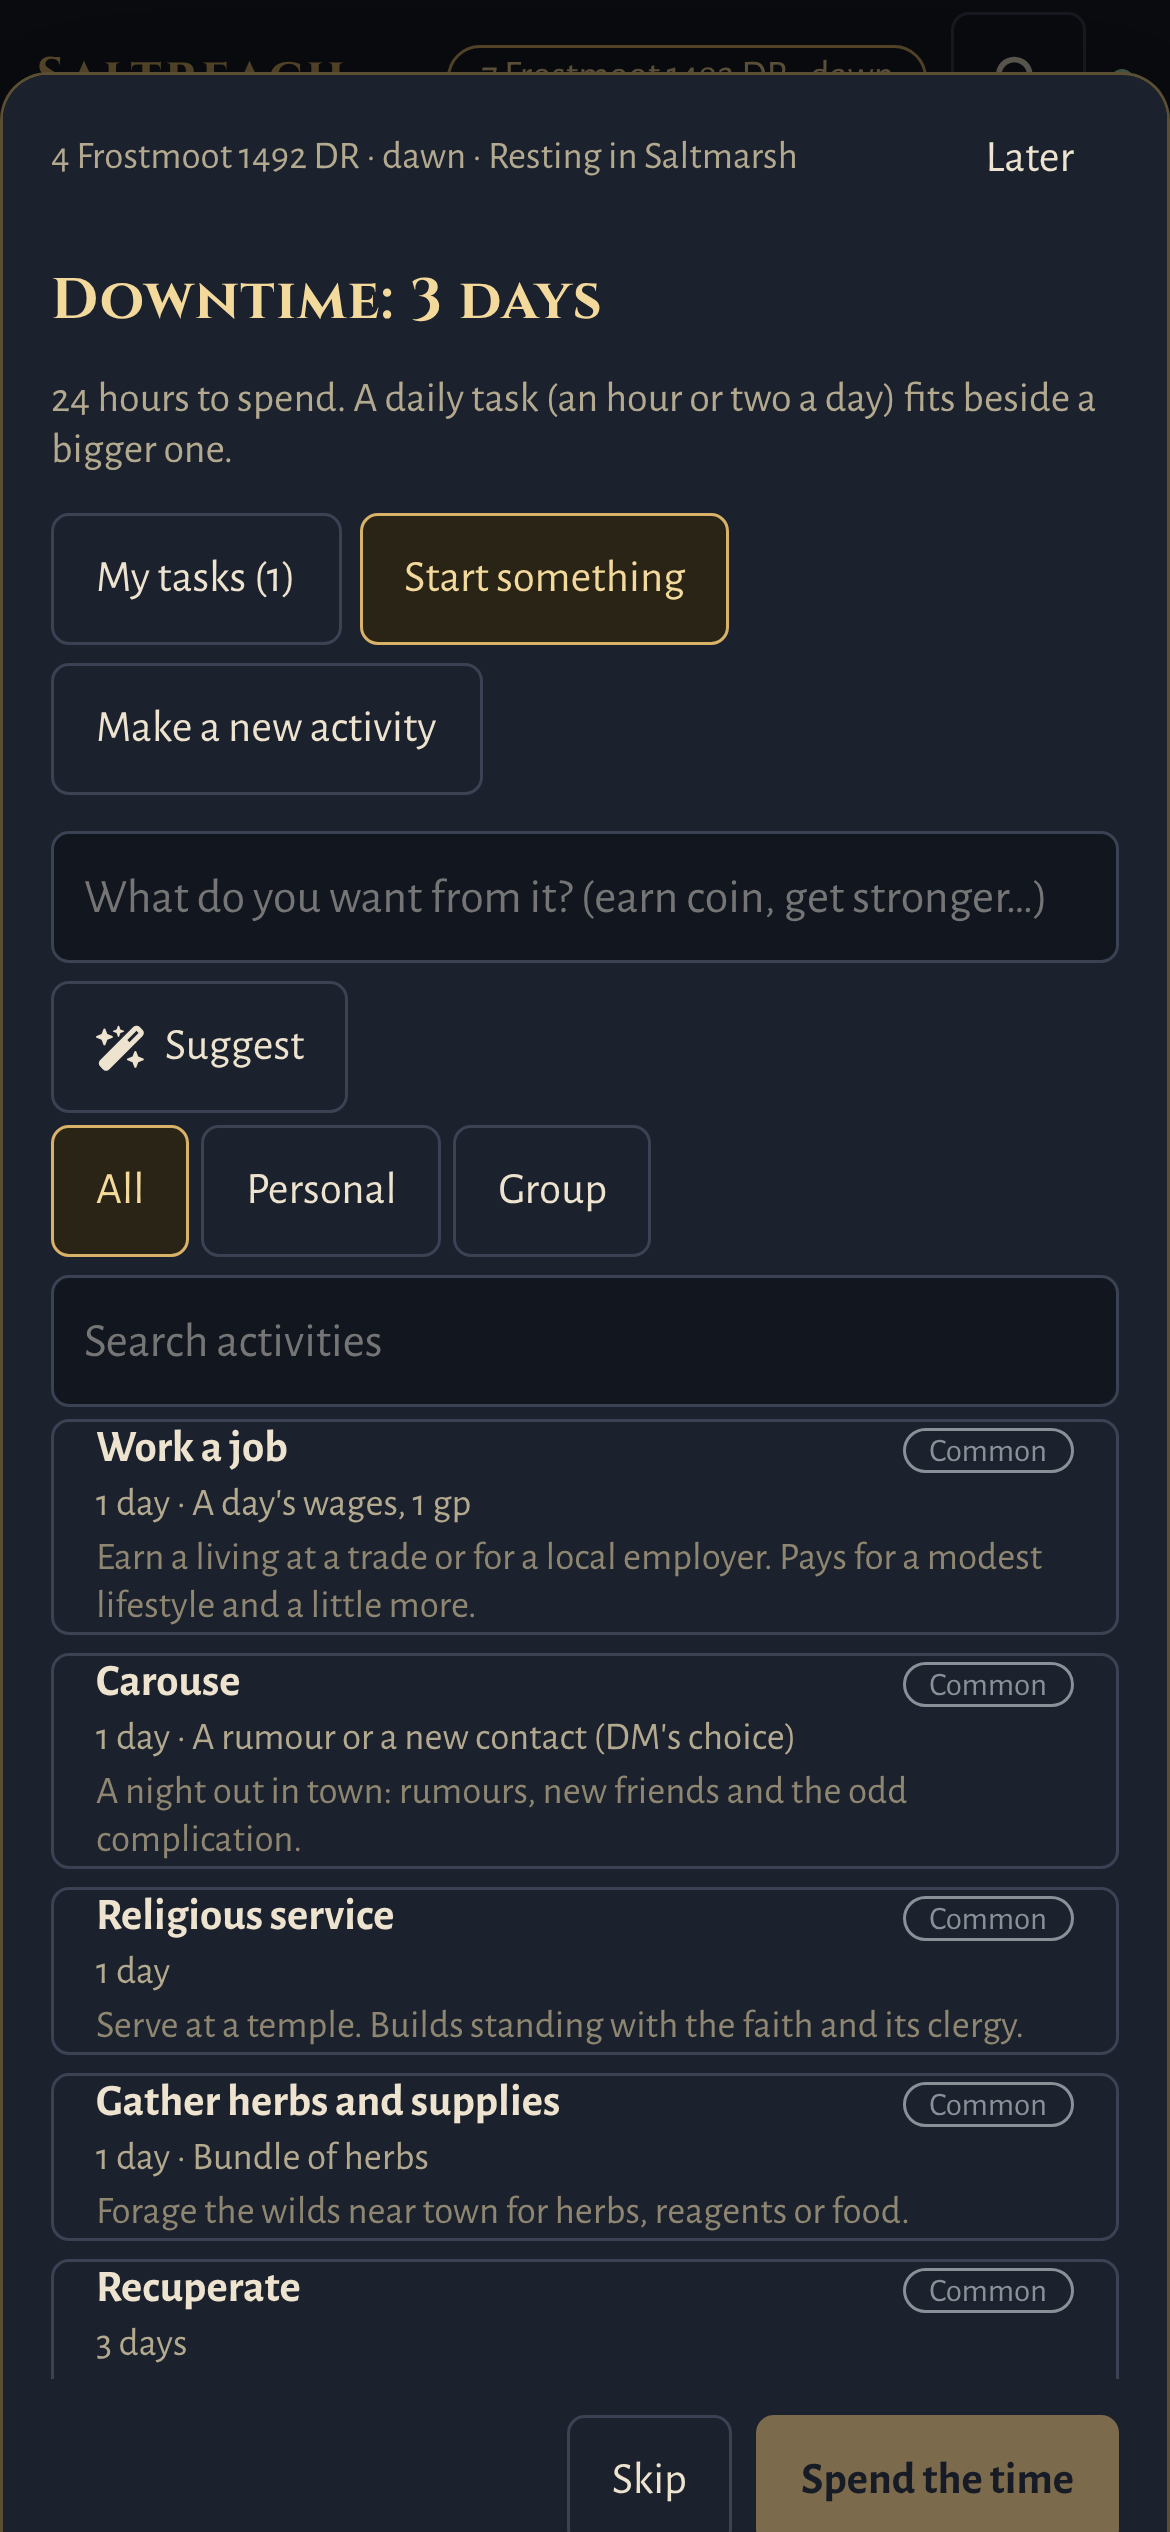 SALTREACH
7 Frostmoot 1492 DR · dawn
4 Frostmoot 1492 DR · dawn · Resting in Saltmarsh
Later
Downtime: 3 days
24 hours to spend. A daily task (an hour or two a day) fits beside a
bigger one.
My tasks (1)
Start something
Make a new activity
What do you want from it? (earn coin, get stronger...)
Suggest
All
Personal
Group
Search activities
Work a job
Common
1 day · A day's wages, 1 gp
Earn a living at a trade or for a local employer. Pays for a modest
lifestyle and a little more.
Carouse
Common
1 day · A rumour or a new contact (DM's choice)
A night out in town: rumours, new friends and the odd
complication.
Religious service
Common
1 day
Serve at a temple. Builds standing with the faith and its clergy.
Gather herbs and supplies
Common
1 day · Bundle of herbs
Forage the wilds near town for herbs, reagents or food.
Recuperate
Common
3 days
Skip
Spend the time